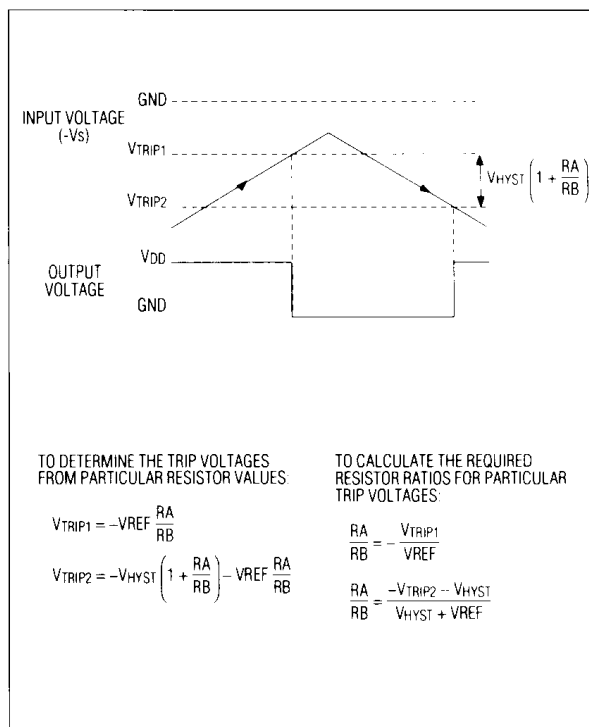 GND
INPUT VOLTAGE
(-Vs)
VTRIP1
VHYST (1 + RA/RB)
VTRIP2
VDD
OUTPUT
VOLTAGE
GND
TO DETERMINE THE TRIP VOLTAGES
FROM PARTICULAR RESISTOR VALUES:
VTRIP1 = -VREF RA/RB
VTRIP2 = -VHYST (1 + RA/RB) - VREF RA/RB
TO CALCULATE THE REQUIRED
RESISTOR RATIOS FOR PARTICULAR
TRIP VOLTAGES:
RA/RB = - VTRIP1/VREF
RA/RB = -VTRIP2 - VHYST/VHYST + VREF